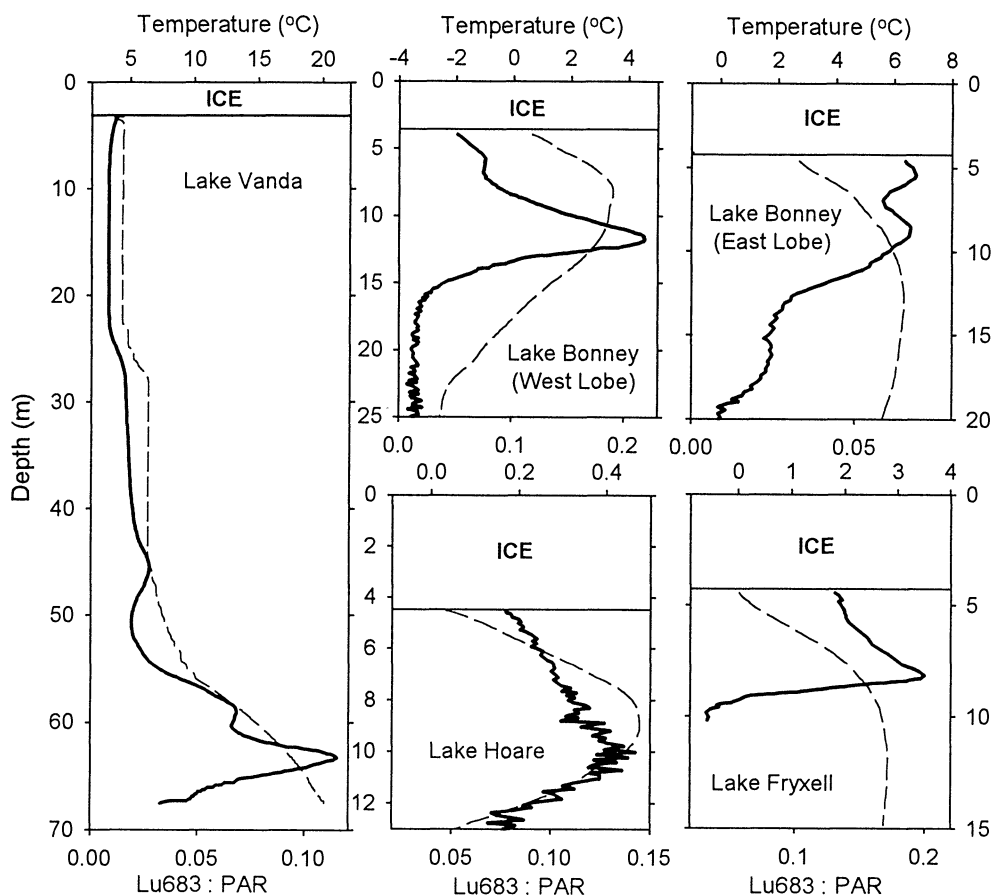 Temperature (ºC)
Temperature (ºC)
Temperature (ºC)
5 10 15 20
-4 -2 0 2 4
0 2 4 6 8
0
10
20
30
40
50
60
70
Depth (m)
ICE
Lake Vanda
0.00 0.05 0.10
Lu683 : PAR
0
5
10
15
20
25
ICE
Lake Bonney
(West Lobe)
0.0 0.1 0.2
ICE
Lake Bonney
(East Lobe)
0
5
10
15
20
0.00 0.05
0.0 0.2 0.4
0
2
4
6
8
10
12
ICE
Lake Hoare
0.05 0.10 0.15
Lu683 : PAR
0 1 2 3 4
ICE
Lake Fryxell
0
5
10
15
0.1 0.2
Lu683 : PAR